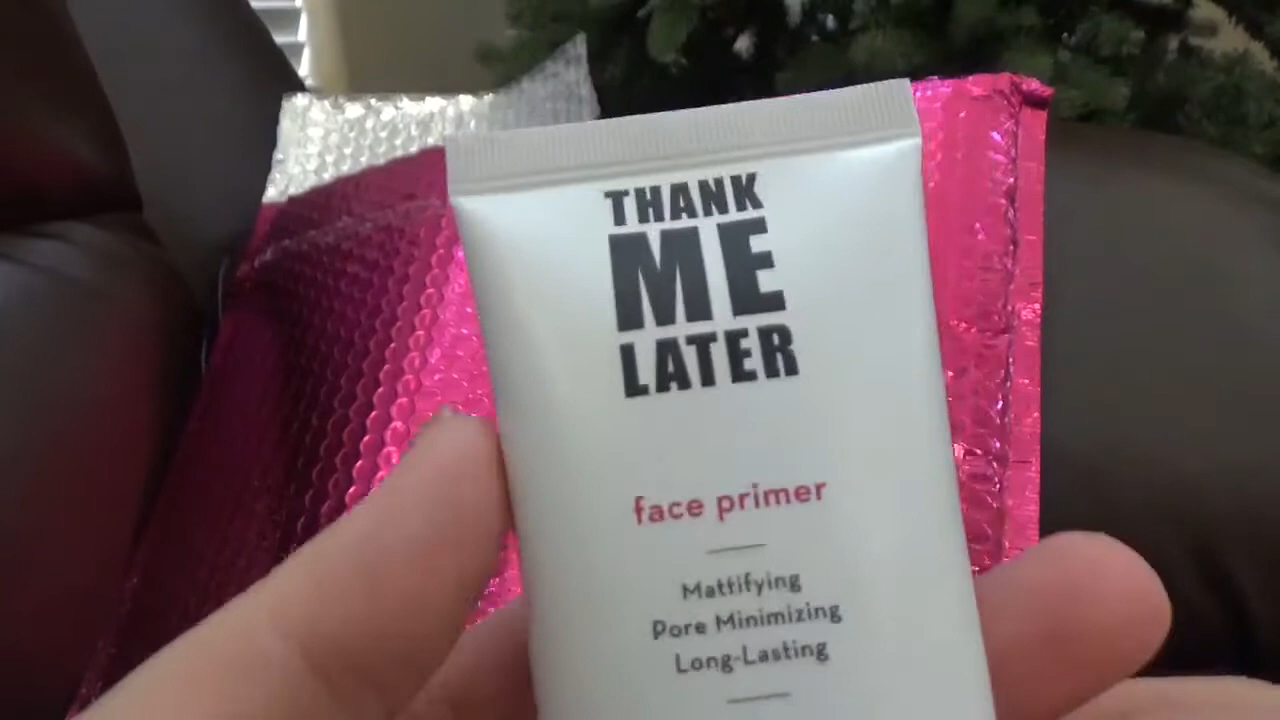 THANK
ME
LATER
face primer
Mattifying
Pore Minimizing
Long-Lasting